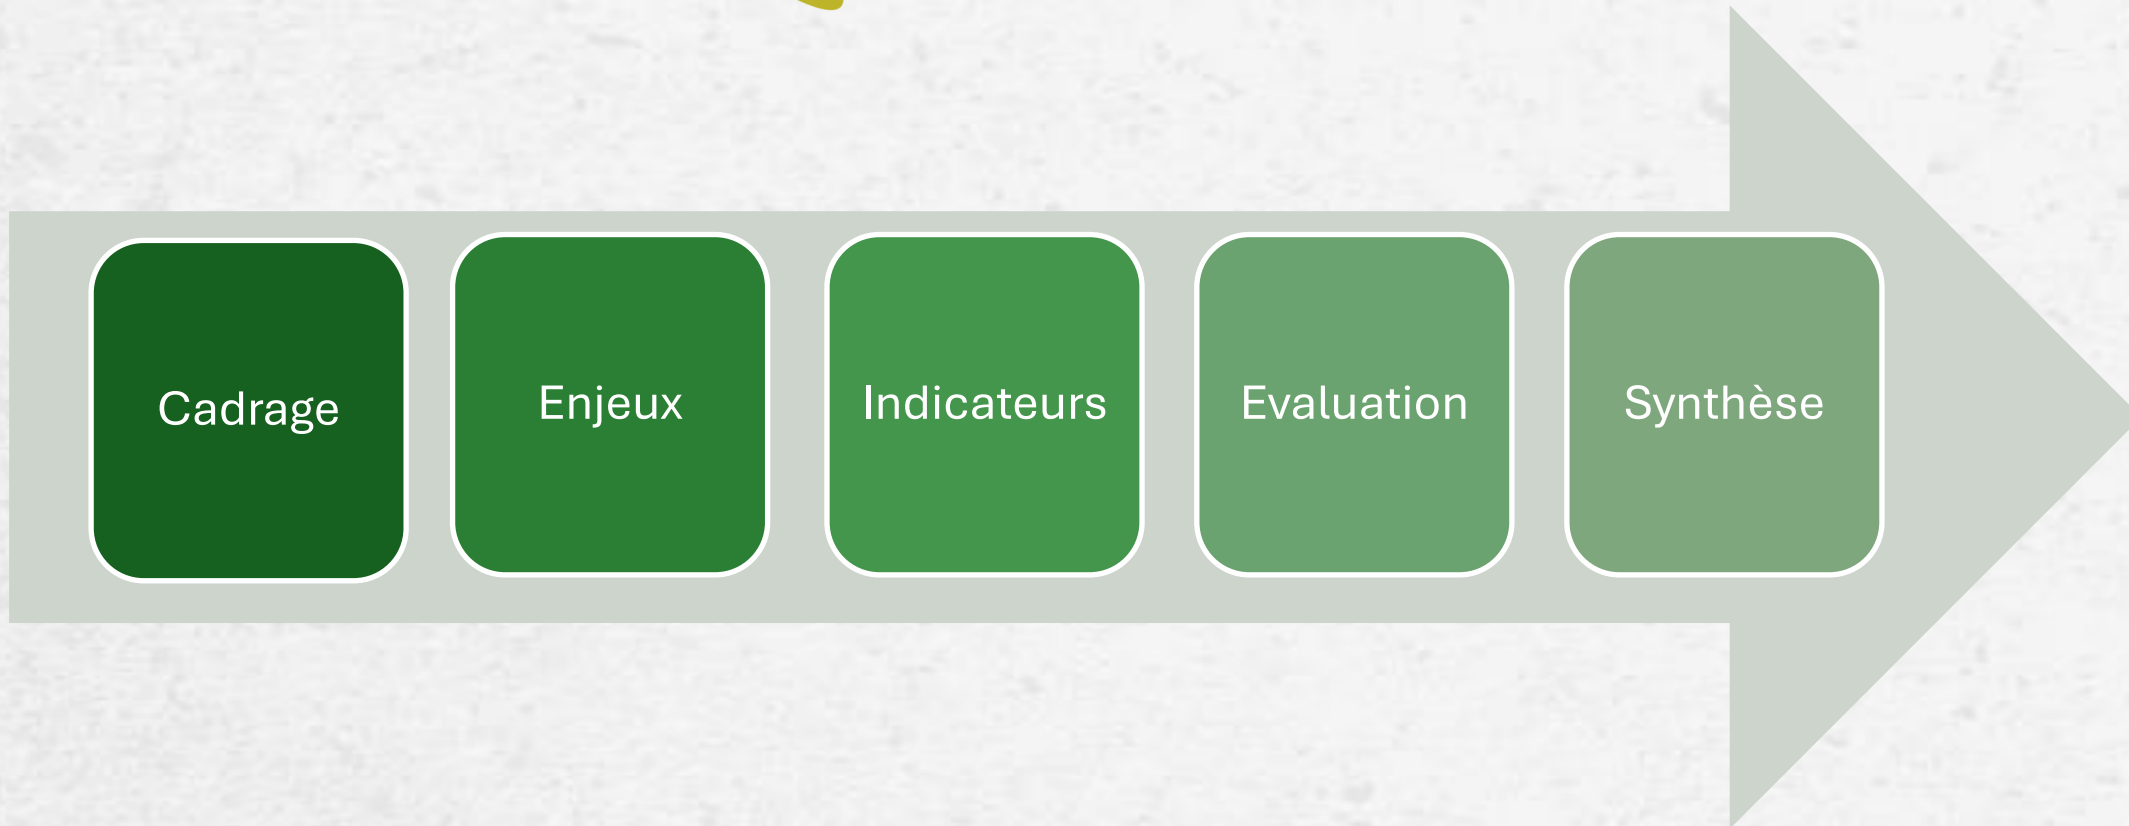 Cadrage
Enjeux
Indicateurs
Evaluation
Synthèse